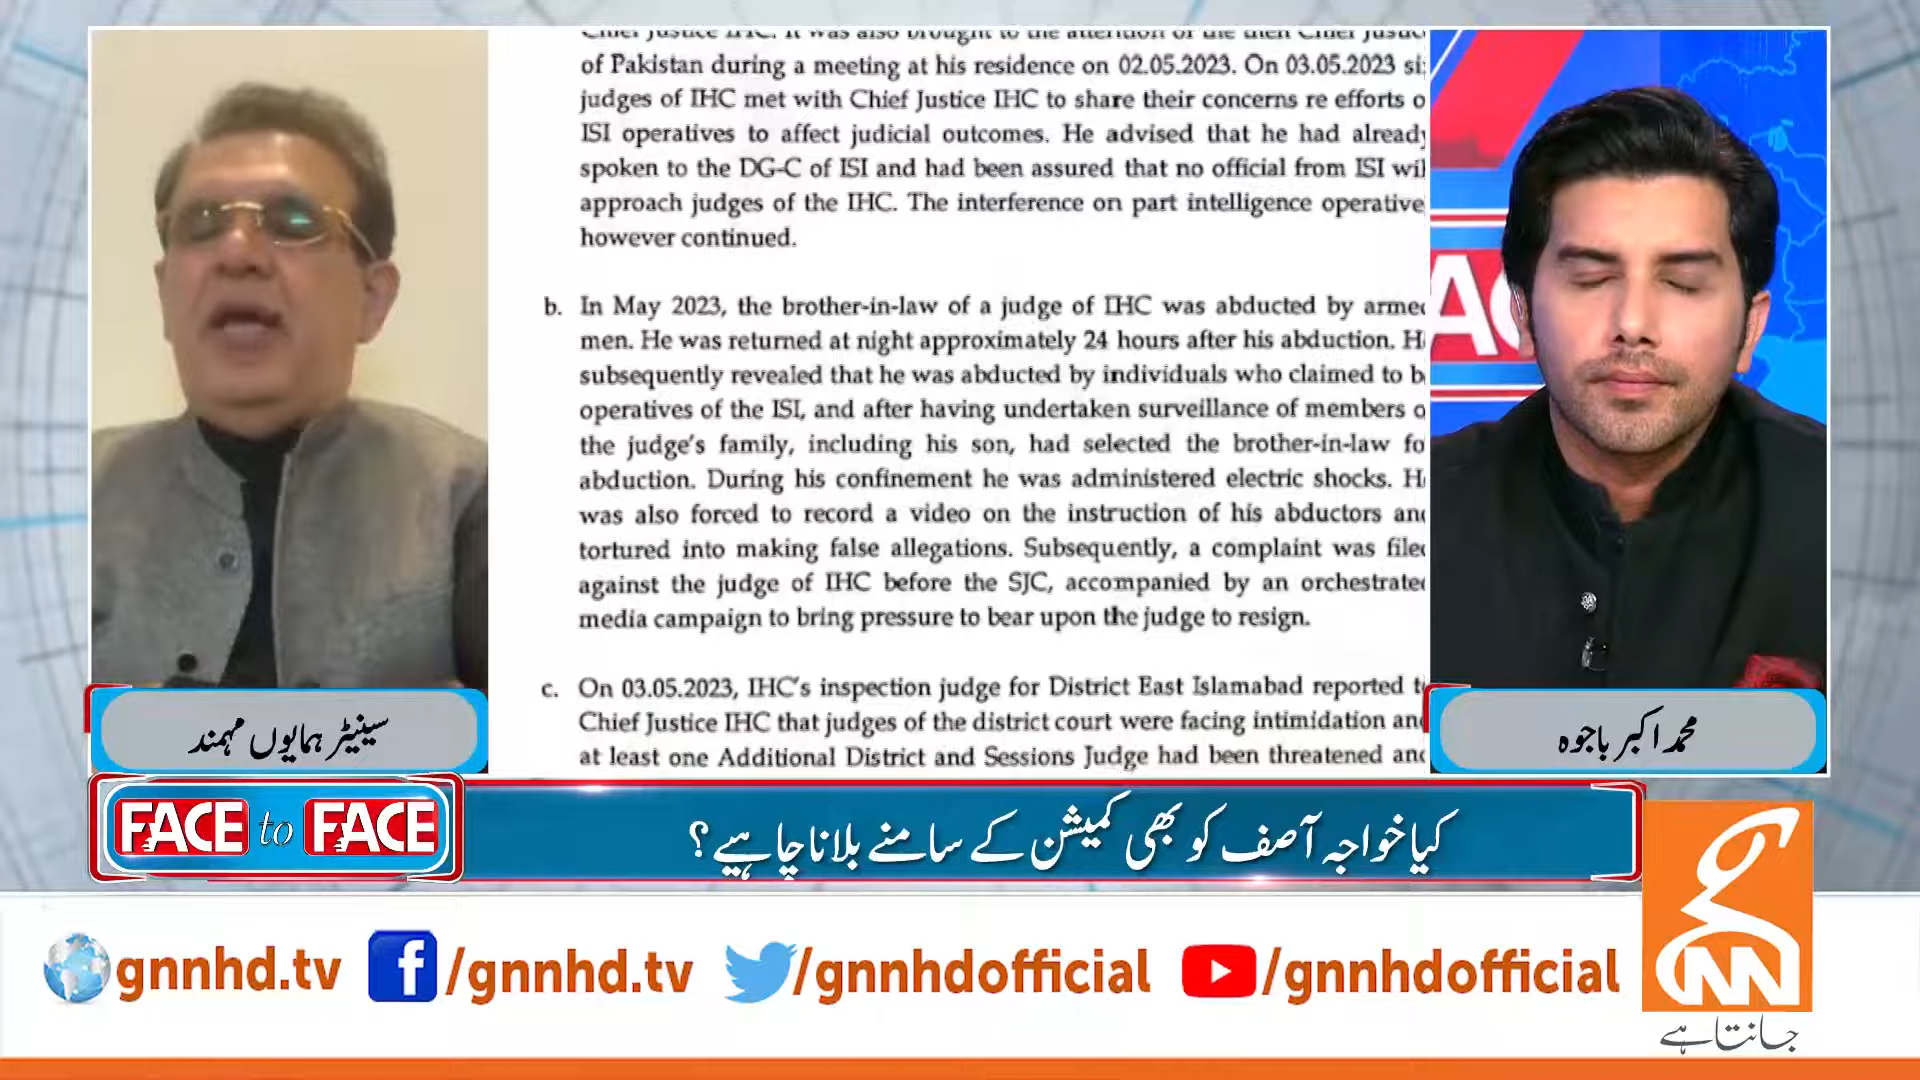 of Pakistan during a meeting at his residence on 02.05.2023. On 03.05.2023
judges of IHC met with Chief Justice IHC to share their concerns re efforts
ISI operatives to affect judicial outcomes. He advised that he had already
spoken to the DG-C of ISI and had been assured that no official from ISI
approach judges of the IHC. The interference on part intelligence operative
however continued.
b. In May 2023, the brother-in-law of a judge of IHC was abducted by
men. He was returned at night approximately 24 hours after his abduction.
subsequently revealed that he was abducted by individuals who claimed to
operatives of the ISI, and after having undertaken surveillance of members
the judge's family, including his son, had selected the brother-in-law
abduction. During his confinement he was administered electric shocks.
was also forced to record a video on the instruction of his abductors
tortured into making false allegations. Subsequently, a complaint was
against the judge of IHC before the SJC, accompanied by an
media campaign to bring pressure to bear upon the judge to resign.
c. On 03.05.2023, IHC's inspection judge for District East Islamabad reported
Chief Justice IHC that judges of the district court were facing intimidation
at least one Additional District and Sessions Judge had been threatened
سینیٹر ہمایوں مہمند
محمد اکبر باجوہ
FACE to FACE
کیا خواجہ آصف کو بھی کمیشن کے سامنے بلانا چاہیے؟
gnnhd.tv
/gnnhd.tv
/gnnhdofficial
/gnnhdofficial
GNN
جانتا ہے